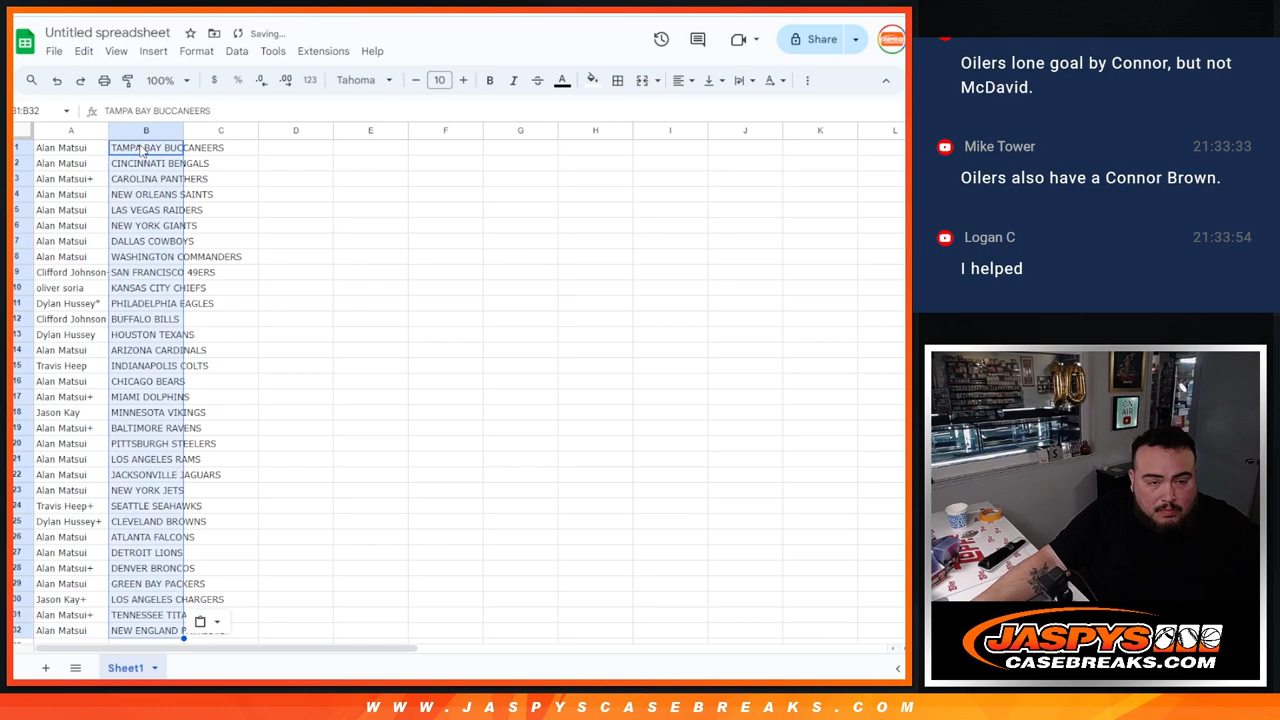 Untitled spreadsheet Saving...
File Edit View Insert Format Data Tools Extensions Help
Share
100% $ % .0 .00 123 Tahoma 10 B I A
31:B32 fx TAMPA BAY BUCCANEERS
A B C D E F G H I J K L
1 Alan Matsui TAMPA BAY BUCCANEERS
2 Alan Matsui CINCINNATI BENGALS
3 Alan Matsui+ CAROLINA PANTHERS
4 Alan Matsui NEW ORLEANS SAINTS
5 Alan Matsui LAS VEGAS RAIDERS
6 Alan Matsui NEW YORK GIANTS
7 Alan Matsui DALLAS COWBOYS
8 Alan Matsui WASHINGTON COMMANDERS
9 Clifford Johnson SAN FRANCISCO 49ERS
10 oliver soria KANSAS CITY CHIEFS
11 Dylan Hussey* PHILADELPHIA EAGLES
12 Clifford Johnson BUFFALO BILLS
13 Dylan Hussey HOUSTON TEXANS
14 Alan Matsui ARIZONA CARDINALS
15 Travis Heep INDIANAPOLIS COLTS
16 Alan Matsui CHICAGO BEARS
17 Alan Matsui+ MIAMI DOLPHINS
18 Jason Kay MINNESOTA VIKINGS
19 Alan Matsui+ BALTIMORE RAVENS
20 Alan Matsui PITTSBURGH STEELERS
21 Alan Matsui LOS ANGELES RAMS
22 Alan Matsui JACKSONVILLE JAGUARS
23 Alan Matsui NEW YORK JETS
24 Travis Heep+ SEATTLE SEAHAWKS
25 Dylan Hussey+ CLEVELAND BROWNS
26 Alan Matsui ATLANTA FALCONS
27 Alan Matsui DETROIT LIONS
28 Alan Matsui+ DENVER BRONCOS
29 Alan Matsui GREEN BAY PACKERS
30 Jason Kay+ LOS ANGELES CHARGERS
31 Alan Matsui+ TENNESSEE TITA
32 Alan Matsui NEW ENGLAND P
Sheet1
Oilers lone goal by Connor, but not
McDavid.
Mike Tower 21:33:33
Oilers also have a Connor Brown.
Logan C 21:33:54
I helped
ON
AIR
JASPYS
CASEBREAKS.COM
WWW.JASPYSCASEBREAKS.COM